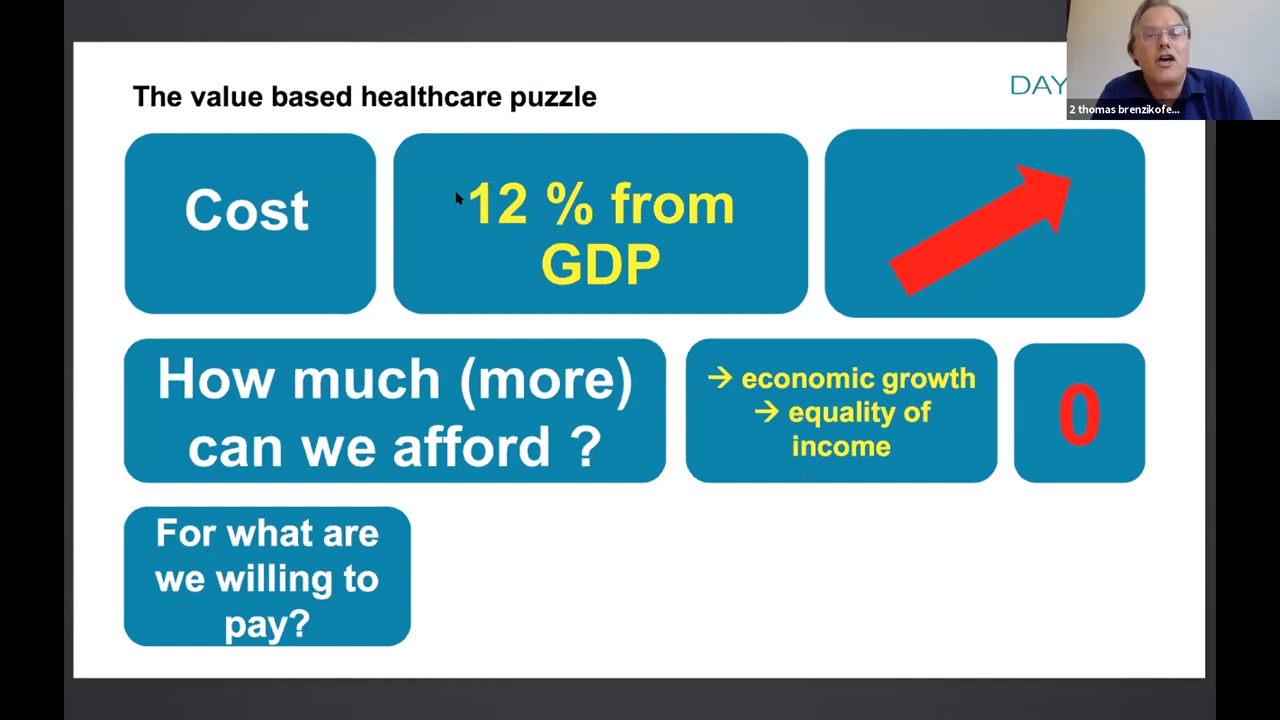 The value based healthcare puzzle
DAY
2 thomas brenzikofe...
Cost
12 % from
GDP
How much (more)
can we afford ?
→ economic growth
→ equality of
income
0
For what are
we willing to
pay?